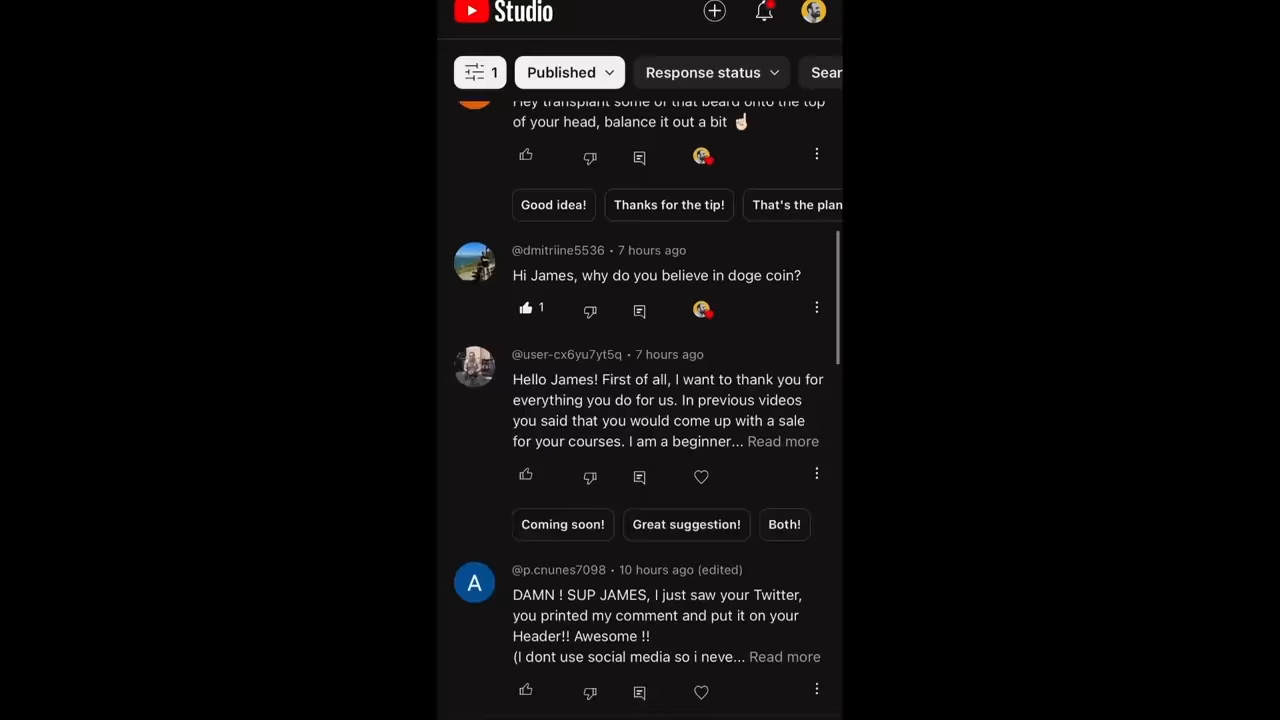 Studio
1
Published
Response status
Sear
Hey transplant some of that beard onto the top
of your head, balance it out a bit ☝🏻
Good idea!
Thanks for the tip!
That's the plan
@dmitriine5536 • 7 hours ago
Hi James, why do you believe in doge coin?
1
@user-cx6yu7yt5q • 7 hours ago
Hello James! First of all, I want to thank you for
everything you do for us. In previous videos
you said that you would come up with a sale
for your courses. I am a beginner... Read more
Coming soon!
Great suggestion!
Both!
A
@p.cnunes7098 • 10 hours ago (edited)
DAMN ! SUP JAMES, I just saw your Twitter,
you printed my comment and put it on your
Header!! Awesome !!
(I dont use social media so i neve... Read more